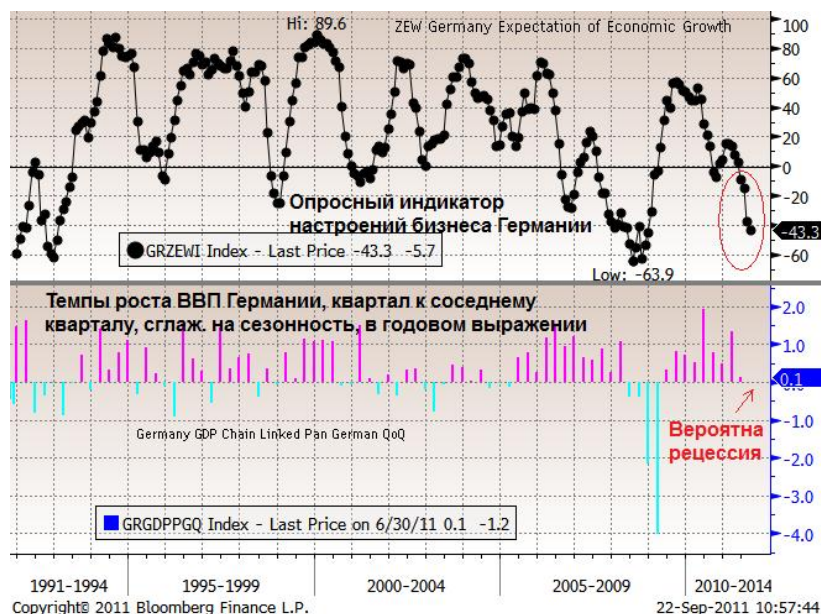 Hi: 89.6
ZEW Germany Expectation of Economic Growth
100
80
60
40
20
0
-20
-43.3
-60
Опросный индикатор
настроений бизнеса Германии
GRZEWI Index - Last Price -43.3 -5.7
Low: -63.9
Темпы роста ВВП Германии, квартал к соседнему
кварталу, сглаж. на сезонность, в годовом выражении
2.0
1.0
0.1
-1.0
-2.0
-3.0
-4.0
Germany GDP Chain Linked Pan German QoQ
Вероятна
рецессия
GRGDPPGQ Index - Last Price on 6/30/11 0.1 -1.2
1991-1994 1995-1999 2000-2004 2005-2009 2010-2014
Copyright© 2011 Bloomberg Finance L.P. 22-Sep-2011 10:57:44